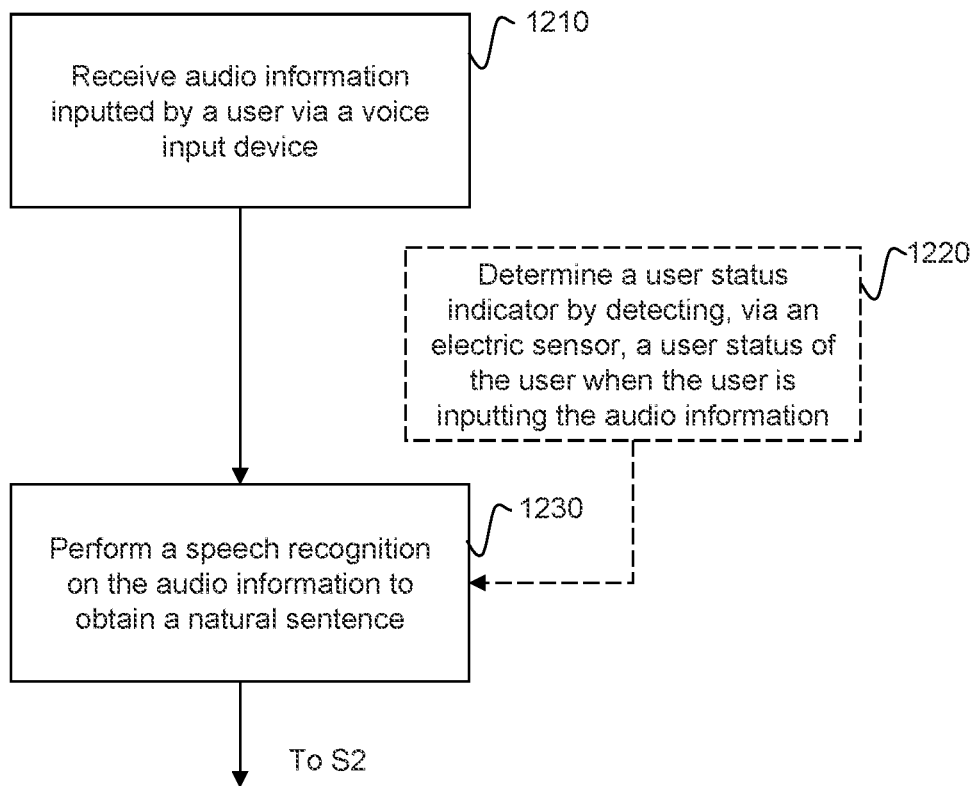 1210
Receive audio information
inputted by a user via a voice
input device
1220
Determine a user status
indicator by detecting, via an
electric sensor, a user status of
the user when the user is
inputting the audio information
1230
Perform a speech recognition
on the audio information to
obtain a natural sentence
To S2